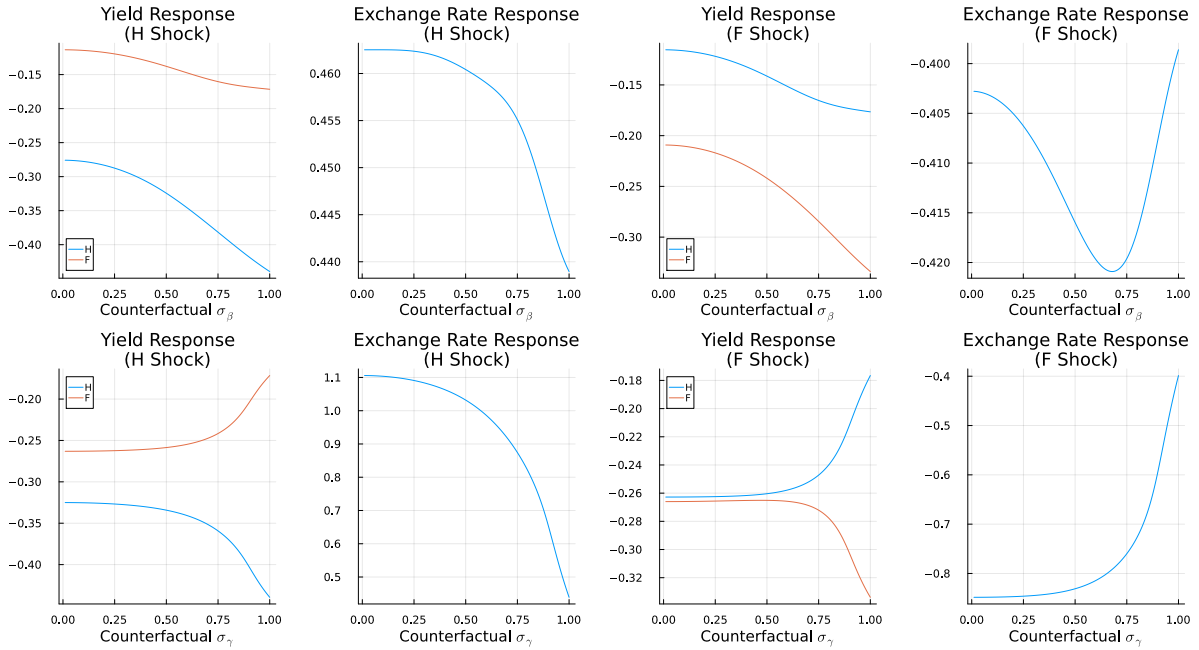 Yield Response
(H Shock)
−0.15
−0.20
−0.25
−0.30
−0.35
−0.40
H
F
0.00 0.25 0.50 0.75 1.00
Counterfactual σβ
Exchange Rate Response
(H Shock)
0.460
0.455
0.450
0.445
0.440
0.00 0.25 0.50 0.75 1.00
Counterfactual σβ
Yield Response
(F Shock)
−0.15
−0.20
−0.25
−0.30
H
F
0.00 0.25 0.50 0.75 1.00
Counterfactual σβ
Exchange Rate Response
(F Shock)
−0.400
−0.405
−0.410
−0.415
−0.420
0.00 0.25 0.50 0.75 1.00
Counterfactual σβ
Yield Response
(H Shock)
H
F
−0.20
−0.25
−0.30
−0.35
−0.40
0.00 0.25 0.50 0.75 1.00
Counterfactual σγ
Exchange Rate Response
(H Shock)
1.1
1.0
0.9
0.8
0.7
0.6
0.5
0.00 0.25 0.50 0.75 1.00
Counterfactual σγ
Yield Response
(F Shock)
H
F
−0.18
−0.20
−0.22
−0.24
−0.26
−0.28
−0.30
−0.32
0.00 0.25 0.50 0.75 1.00
Counterfactual σγ
Exchange Rate Response
(F Shock)
−0.4
−0.5
−0.6
−0.7
−0.8
0.00 0.25 0.50 0.75 1.00
Counterfactual σγ